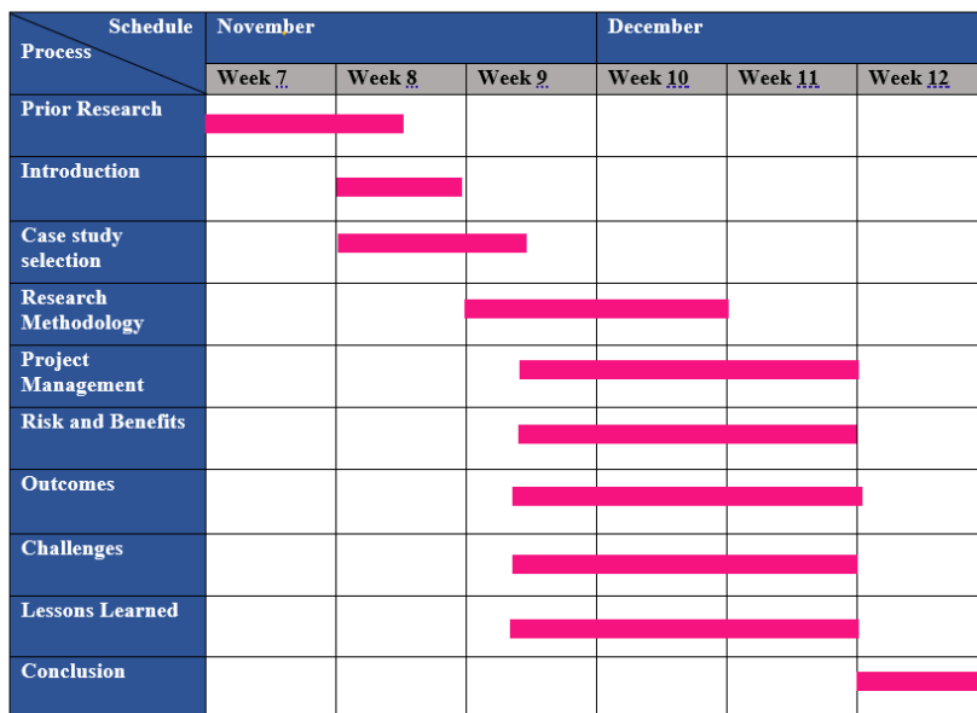 Schedule
Process
November
December
Week 7
Week 8
Week 9
Week 10
Week 11
Week 12
Prior Research
Introduction
Case study
selection
Research
Methodology
Project
Management
Risk and Benefits
Outcomes
Challenges
Lessons Learned
Conclusion